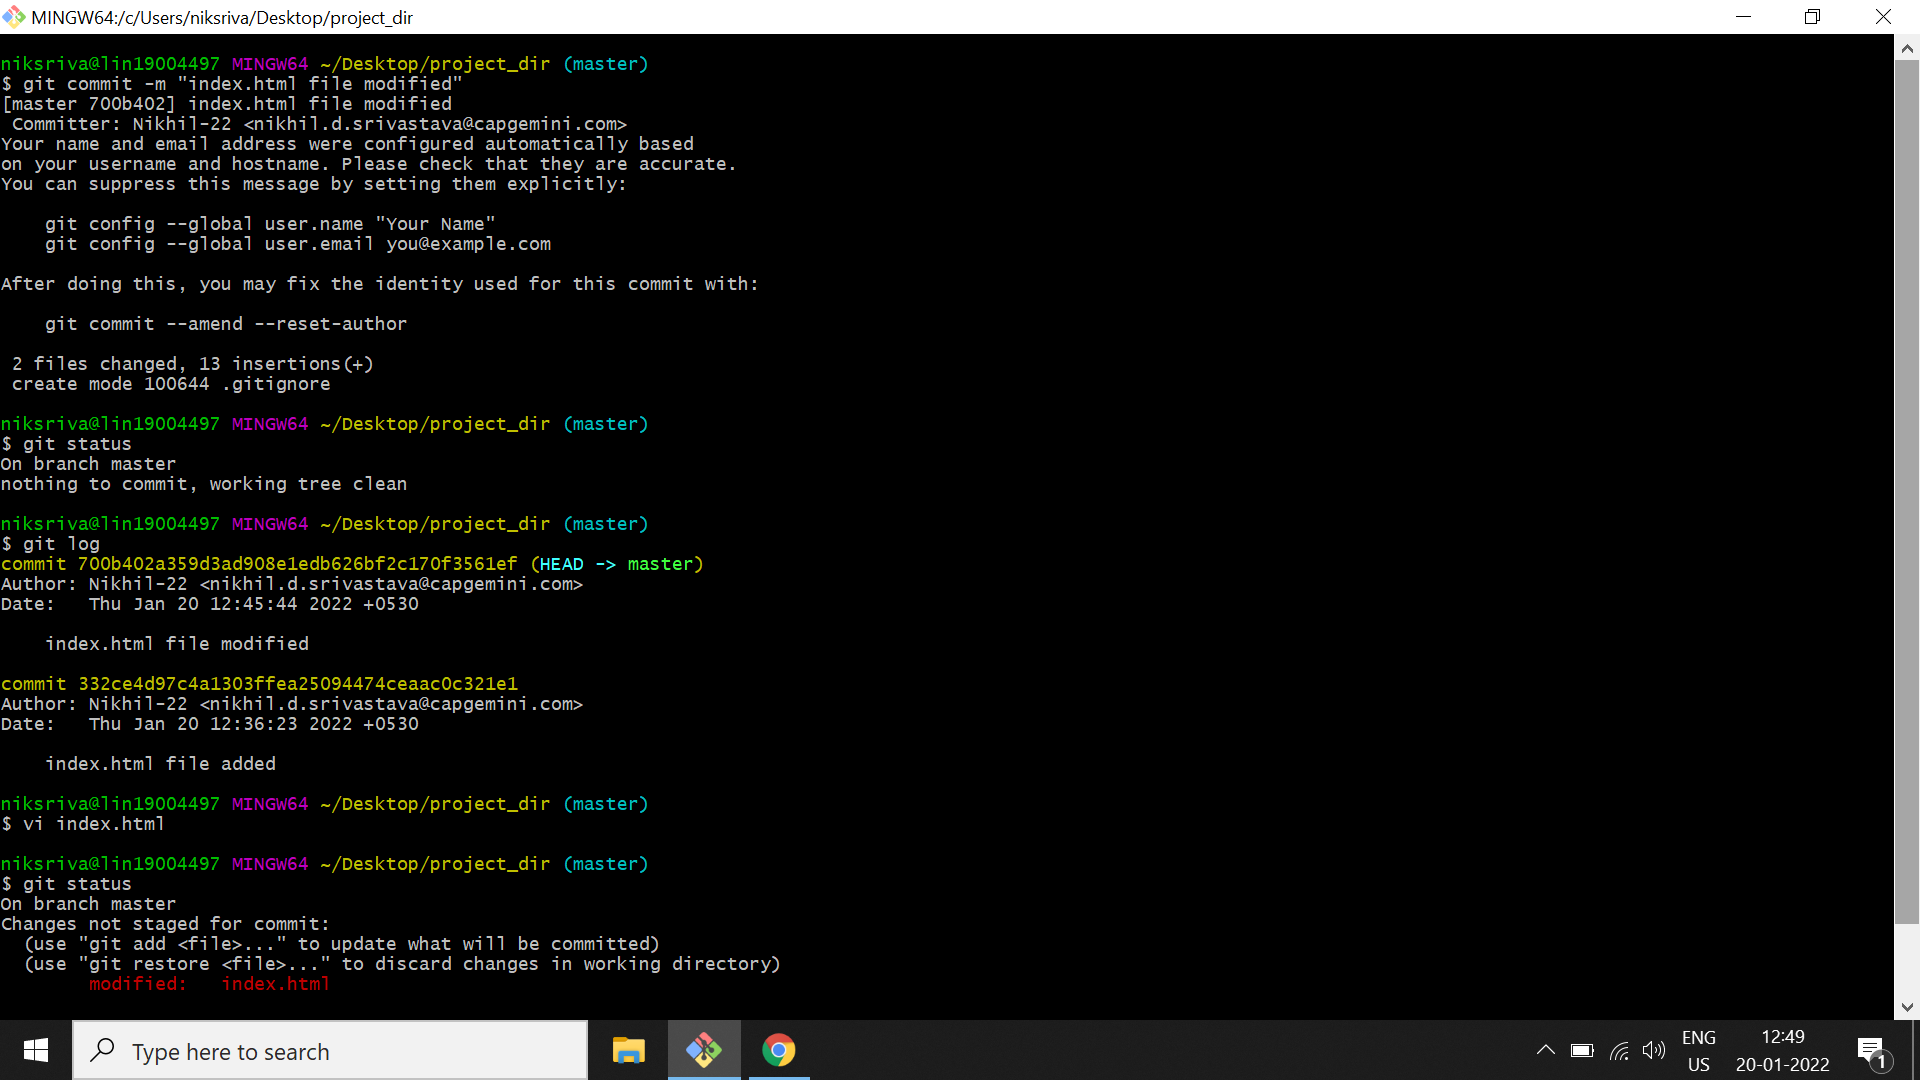 MINGW64:/c/Users/niksriva/Desktop/project_dir
niksriva@lin19004497 MINGW64 ~/Desktop/project_dir (master)
$ git commit -m "index.html file modified"
[master 700b402] index.html file modified
 Committer: Nikhil-22 <nikhil.d.srivastava@capgemini.com>
Your name and email address were configured automatically based
on your username and hostname. Please check that they are accurate.
You can suppress this message by setting them explicitly:
    git config --global user.name "Your Name"
    git config --global user.email you@example.com
After doing this, you may fix the identity used for this commit with:
    git commit --amend --reset-author
 2 files changed, 13 insertions(+)
 create mode 100644 .gitignore
niksriva@lin19004497 MINGW64 ~/Desktop/project_dir (master)
$ git status
On branch master
nothing to commit, working tree clean
niksriva@lin19004497 MINGW64 ~/Desktop/project_dir (master)
$ git log
commit 700b402a359d3ad908e1edb626bf2c170f3561ef (HEAD -> master)
Author: Nikhil-22 <nikhil.d.srivastava@capgemini.com>
Date:   Thu Jan 20 12:45:44 2022 +0530
    index.html file modified
commit 332ce4d97c4a1303ffea25094474ceaac0c321e1
Author: Nikhil-22 <nikhil.d.srivastava@capgemini.com>
Date:   Thu Jan 20 12:36:23 2022 +0530
    index.html file added
niksriva@lin19004497 MINGW64 ~/Desktop/project_dir (master)
$ vi index.html
niksriva@lin19004497 MINGW64 ~/Desktop/project_dir (master)
$ git status
On branch master
Changes not staged for commit:
  (use "git add <file>..." to update what will be committed)
  (use "git restore <file>..." to discard changes in working directory)
        modified:   index.html
Type here to search
ENG
US
12:49
20-01-2022
1